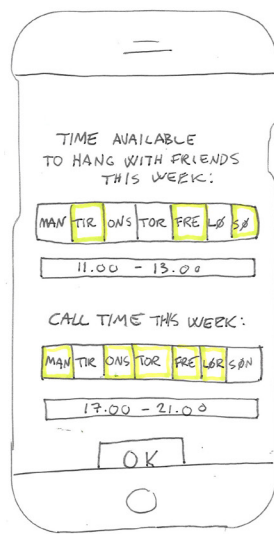 TIME AVAILABLE
TO HANG WITH FRIENDS
THIS WEEK:
MAN TIR ONS TOR FRE LØ SØ
11.00 - 13.00
CALL TIME THIS WEEK:
MAN TIR ONS TOR FRE LØR SØN
17.00 - 21.00
OK